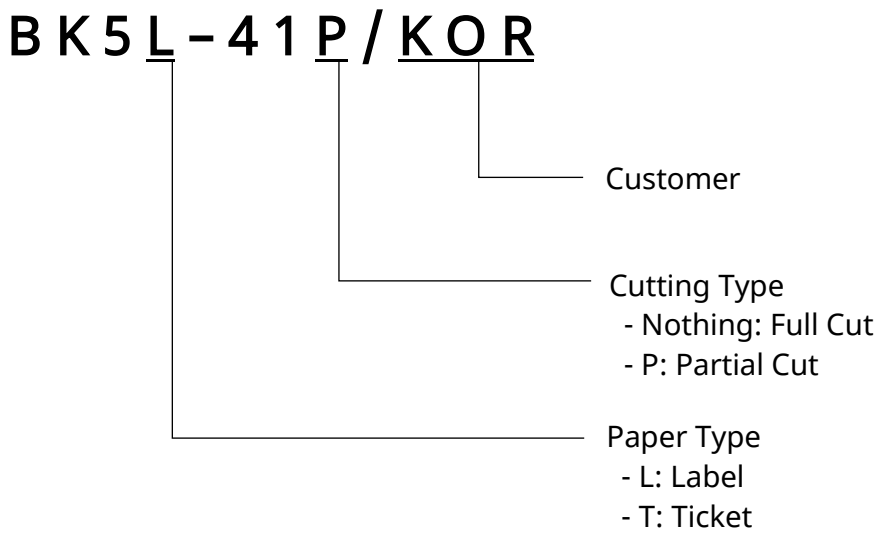 BK5L-41P/KOR
Customer
Cutting Type
- Nothing: Full Cut
- P: Partial Cut
Paper Type
- L: Label
- T: Ticket